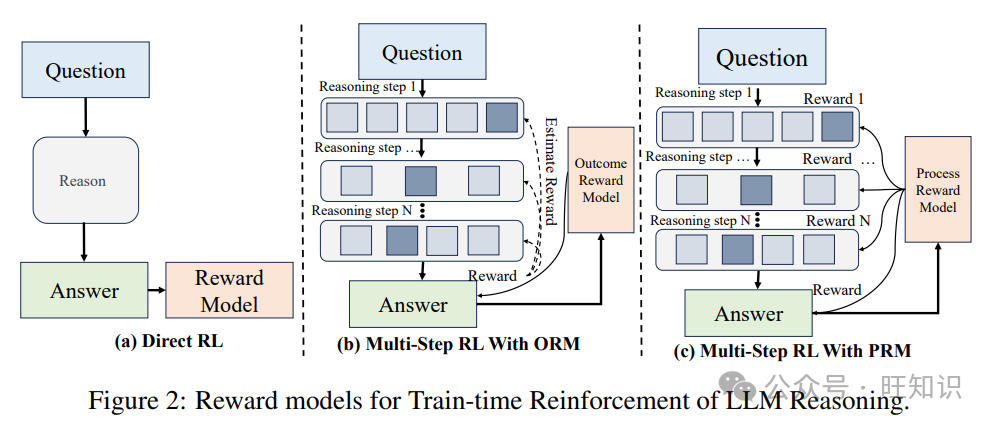 Question
Reason
Answer
Reward
Model
(a) Direct RL
Question
Reasoning step 1
Reasoning step ...
Reasoning step N
Estimate Reward
Outcome
Reward
Model
Reward
Answer
(b) Multi-Step RL With ORM
Question
Reasoning step 1
Reward 1
Reasoning step ...
Reward ...
Reasoning step N
Reward N
Process
Reward
Model
Reward
Answer
(c) Multi-Step RL With PRM
公众号 · 旺知识
Figure 2: Reward models for Train-time Reinforcement of LLM Reasoning.